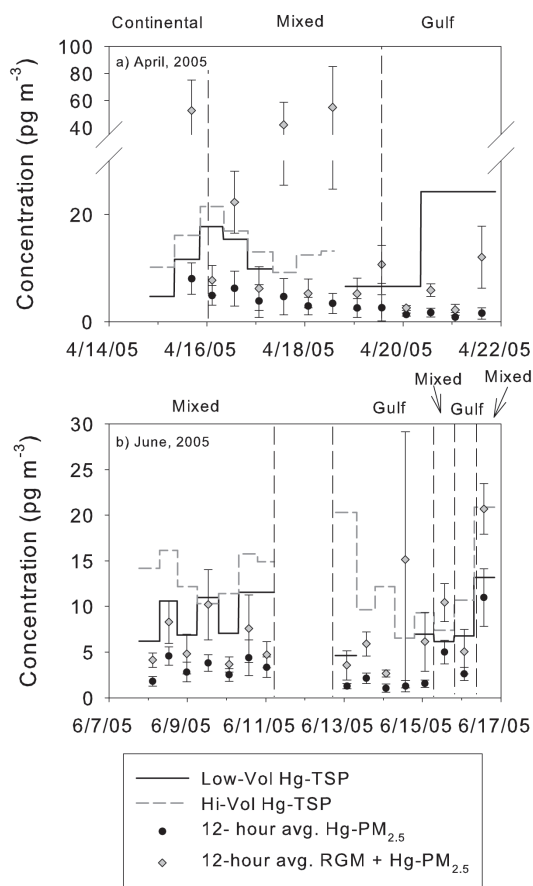 Continental Mixed Gulf
a) April, 2005
100
80
60
40
20
0
Concentration (pg m⁻³)
4/14/05 4/16/05 4/18/05 4/20/05 4/22/05
Mixed Mixed
Mixed Gulf Gulf
b) June, 2005
30
25
20
15
10
5
0
Concentration (pg m⁻³)
6/7/05 6/9/05 6/11/05 6/13/05 6/15/05 6/17/05
Low-Vol Hg-TSP
Hi-Vol Hg-TSP
12- hour avg. Hg-PM₂.₅
12-hour avg. RGM + Hg-PM₂.₅